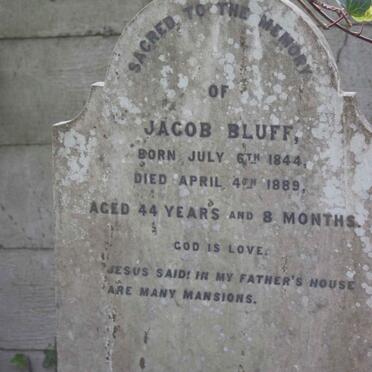 SACRED TO THE MEMORY
OF
JACOB BLUFF,
BORN JULY 6TH 1844,
DIED APRIL 4TH 1889,
AGED 44 YEARS AND 8 MONTHS.
GOD IS LOVE.
JESUS SAID! IN MY FATHER'S HOUSE
ARE MANY MANSIONS.